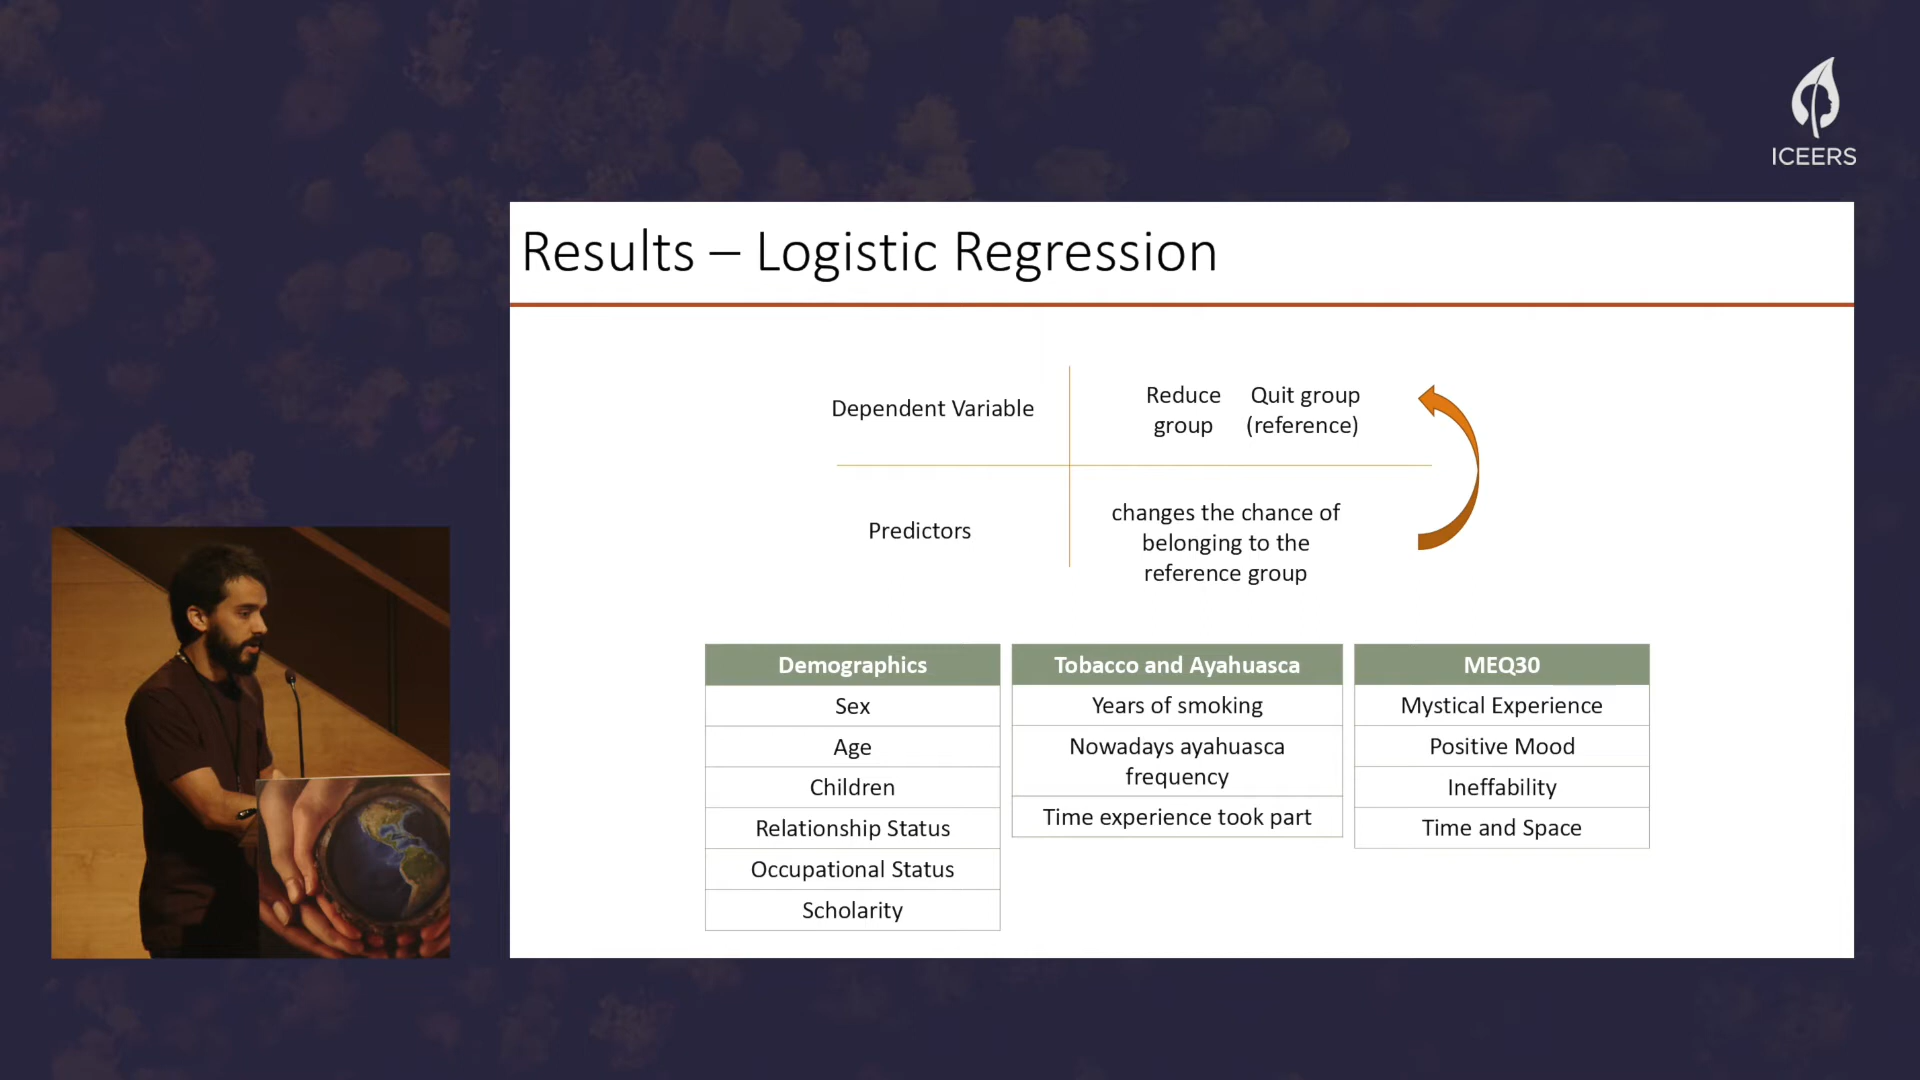 ICEERS
Results – Logistic Regression
Dependent Variable
Reduce
group
Quit group
(reference)
Predictors
changes the chance of
belonging to the
reference group
Demographics
Sex
Age
Children
Relationship Status
Occupational Status
Scholarity
Tobacco and Ayahuasca
Years of smoking
Nowadays ayahuasca
frequency
Time experience took part
MEQ30
Mystical Experience
Positive Mood
Ineffability
Time and Space